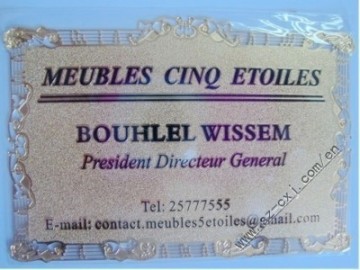 MEUBLES CINQ ETOILES
BOUHLEL WISSEM
President Directeur General
Tel: 25777555
E-mail: contact.meubles5etoiles@gmail.com